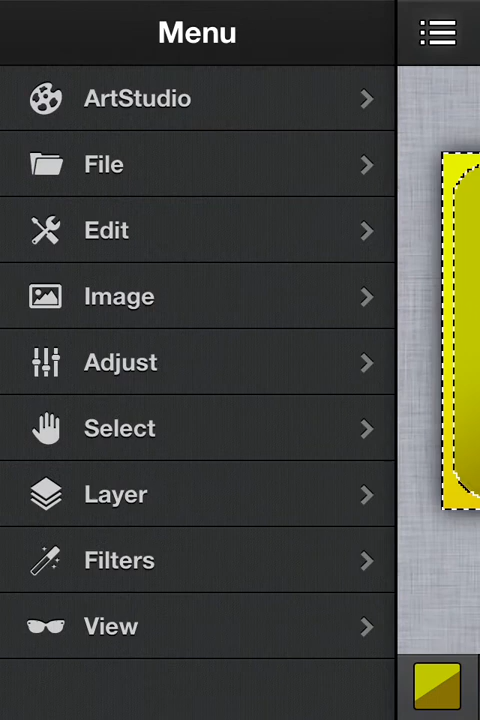 Menu
ArtStudio
File
Edit
Image
Adjust
Select
Layer
Filters
View